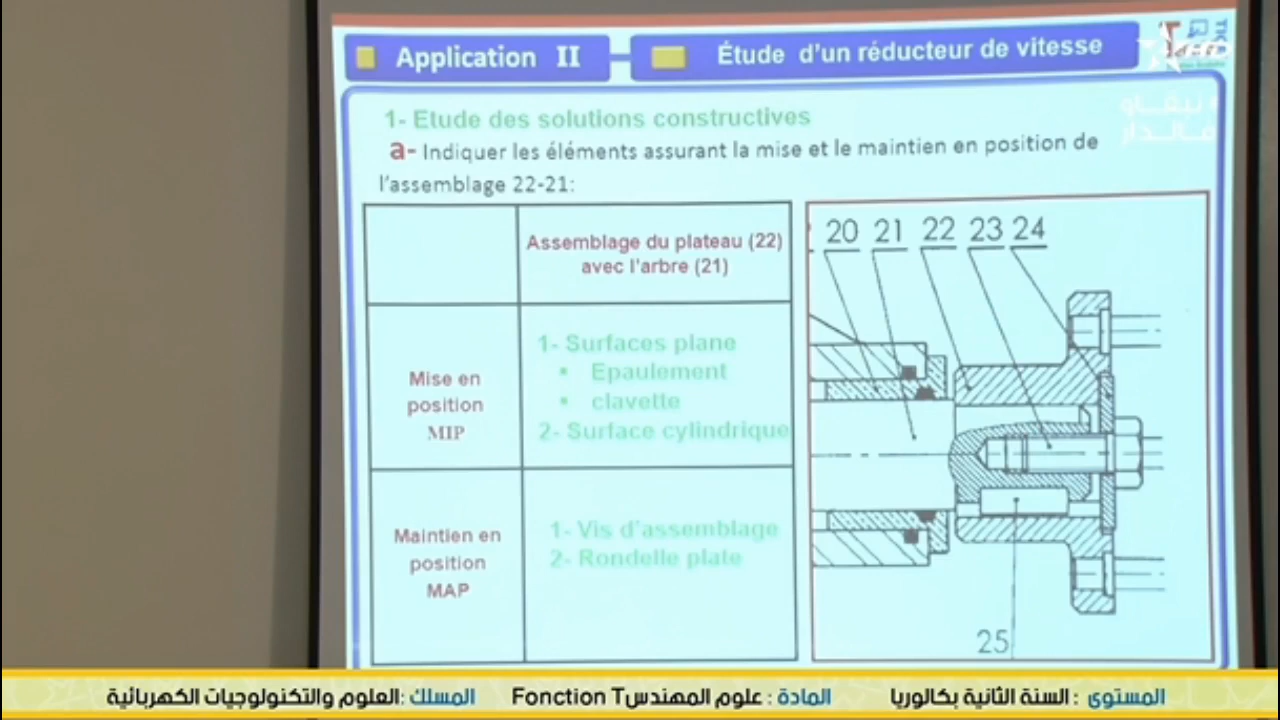 Application II
Étude d'un réducteur de vitesse
1- Etude des solutions constructives
a- Indiquer les éléments assurant la mise et le maintien en position de
l'assemblage 22-21:
Assemblage du plateau (22)
avec l'arbre (21)
Mise en
position
MIP
1- Surfaces plane
▪ Epaulement
▪ clavette
2- Surface cylindrique
Maintien en
position
MAP
1- Vis d'assemblage
2- Rondelle plate
20 21 22 23 24
25
المستوى : السنة الثانية بكالوريا
المادة : علوم المهندس Fonction T
المسلك :العلوم والتكنولوجيات الكهربائية